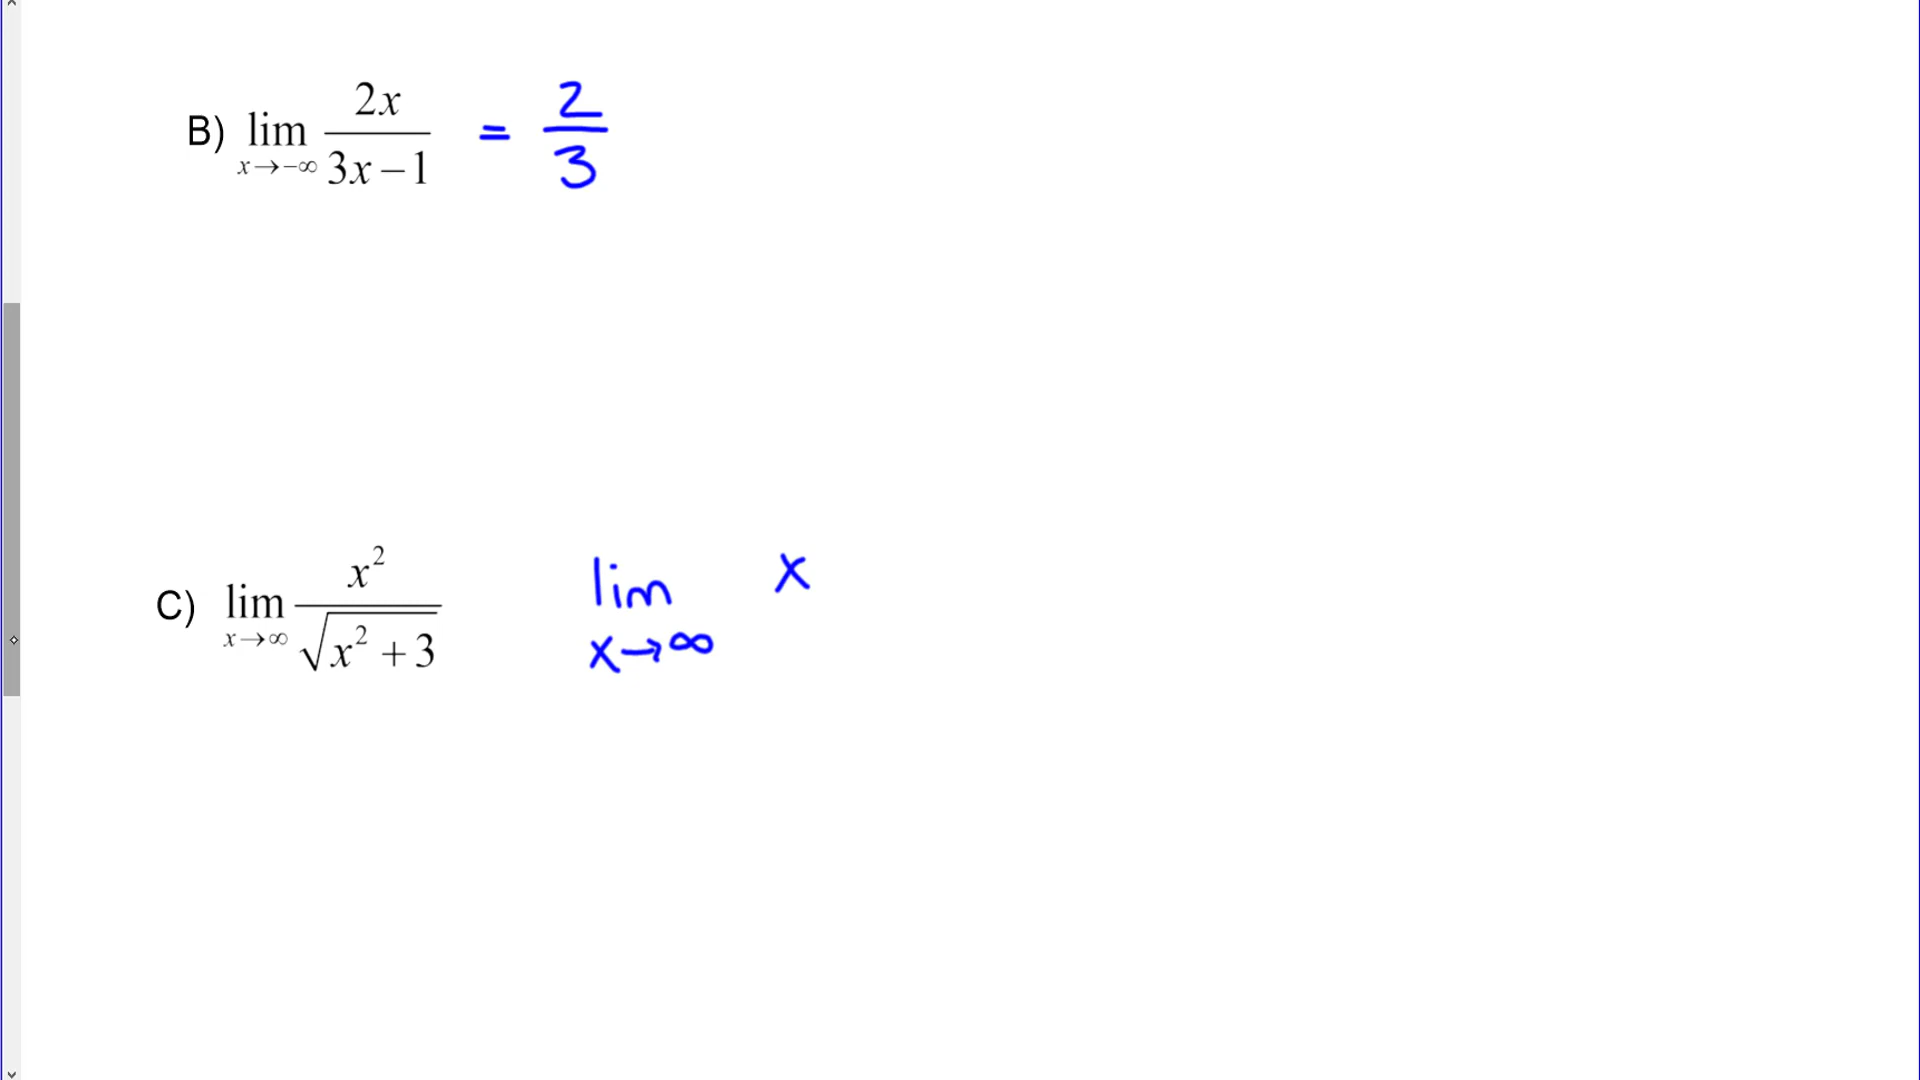 B) lim x→−∞ 2x/(3x − 1) = 2/3
C) lim x→∞ x²/√(x² + 3) lim x→∞ x